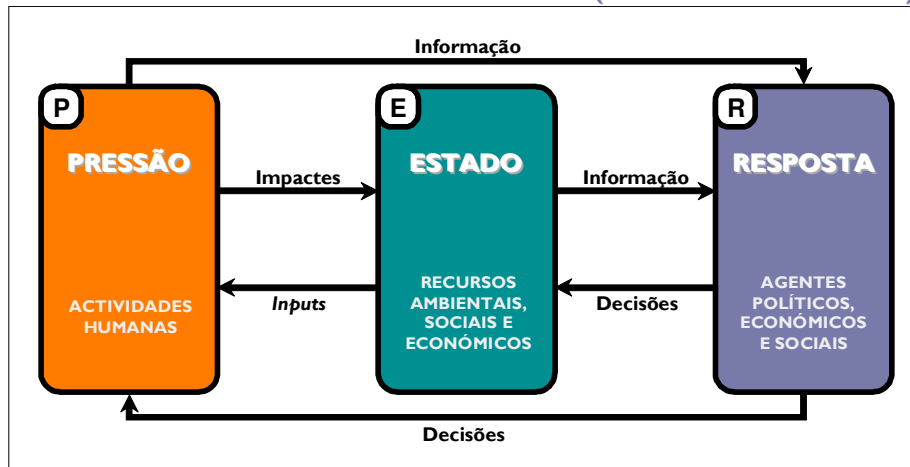 Informação
P
E
R
PRESSÃO
ESTADO
RESPOSTA
Impactes
Informação
Inputs
Decisões
ACTIVIDADES
HUMANAS
RECURSOS
AMBIENTAIS,
SOCIAIS E
ECONÓMICOS
AGENTES
POLÍTICOS,
ECONÓMICOS
E SOCIAIS
Decisões